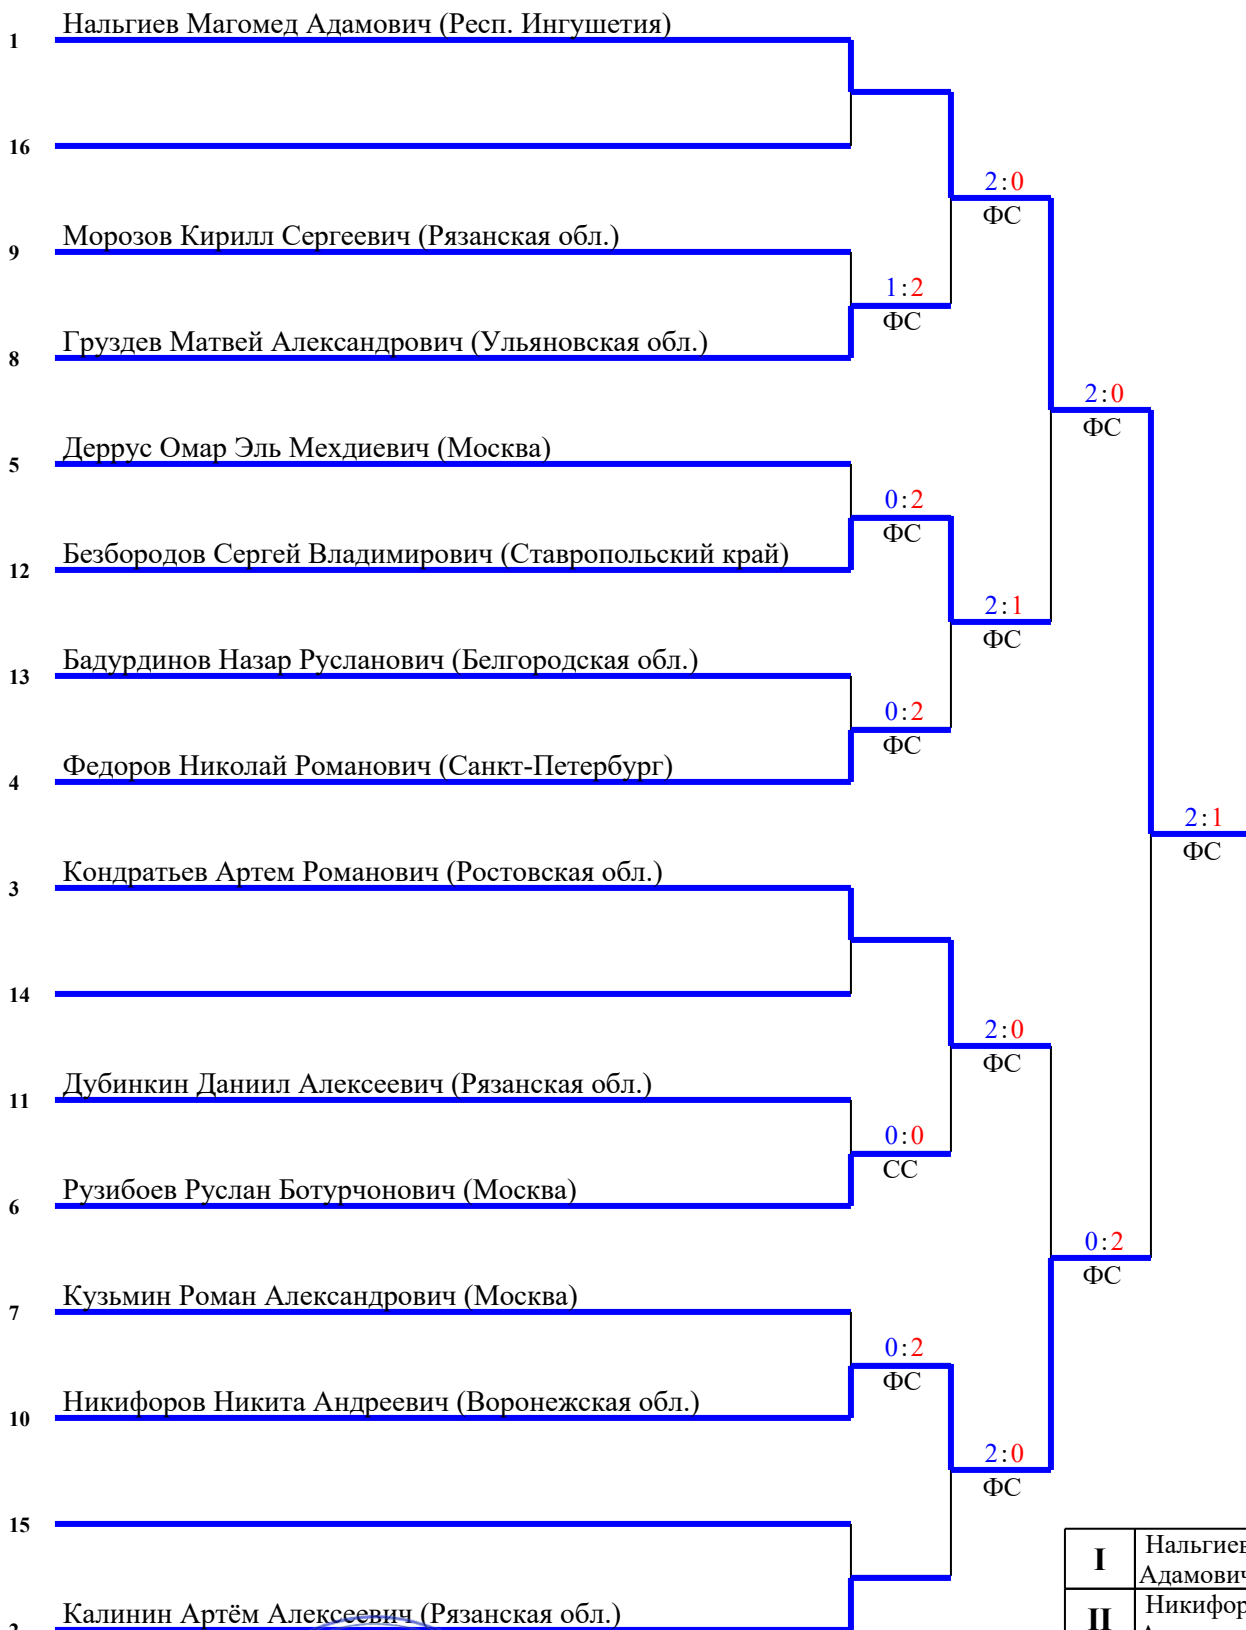 Нальгиев Магомед Адамович (Респ. Ингушетия)
1
16
2:0
ФС
Морозов Кирилл Сергеевич (Рязанская обл.)
9
1:2
ФС
Груздев Матвей Александрович (Ульяновская обл.)
8
2:0
ФС
Деррус Омар Эль Мехдиевич (Москва)
5
0:2
ФС
Безбородов Сергей Владимирович (Ставропольский край)
12
2:1
ФС
Бадурдинов Назар Русланович (Белгородская обл.)
13
0:2
ФС
Федоров Николай Романович (Санкт-Петербург)
4
2:1
ФС
Кондратьев Артем Романович (Ростовская обл.)
3
14
2:0
ФС
Дубинкин Даниил Алексеевич (Рязанская обл.)
11
0:0
СС
Рузибоев Руслан Ботурчонович (Москва)
6
0:2
ФС
Кузьмин Роман Александрович (Москва)
7
0:2
ФС
Никифоров Никита Андреевич (Воронежская обл.)
10
2:0
ФС
15
I Нальгиев
Адамович
Калинин Артём Алексеевич (Рязанская обл.)
II Никифор